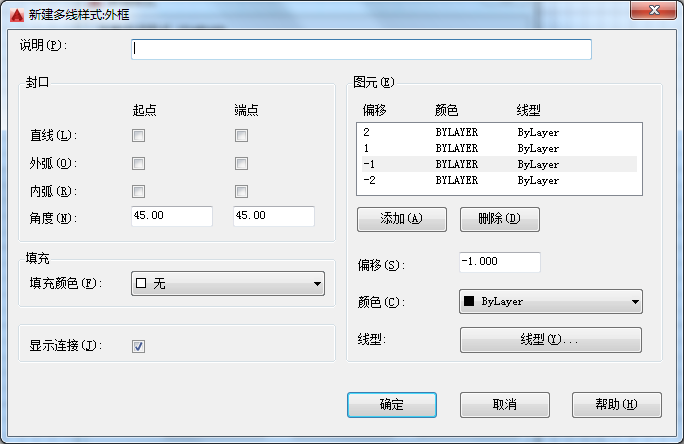 新建多线样式:外框
说明(P):
封口
起点 端点
直线(L):
外弧(O):
内弧(R):
角度(N): 45.00 45.00
填充
填充颜色(F): 无
显示连接(J):
图元(E)
偏移 颜色 线型
2 BYLAYER ByLayer
1 BYLAYER ByLayer
-1 BYLAYER ByLayer
-2 BYLAYER ByLayer
添加(A) 删除(D)
偏移(S): -1.000
颜色(C): ByLayer
线型: 线型(Y)...
确定 取消 帮助(H)